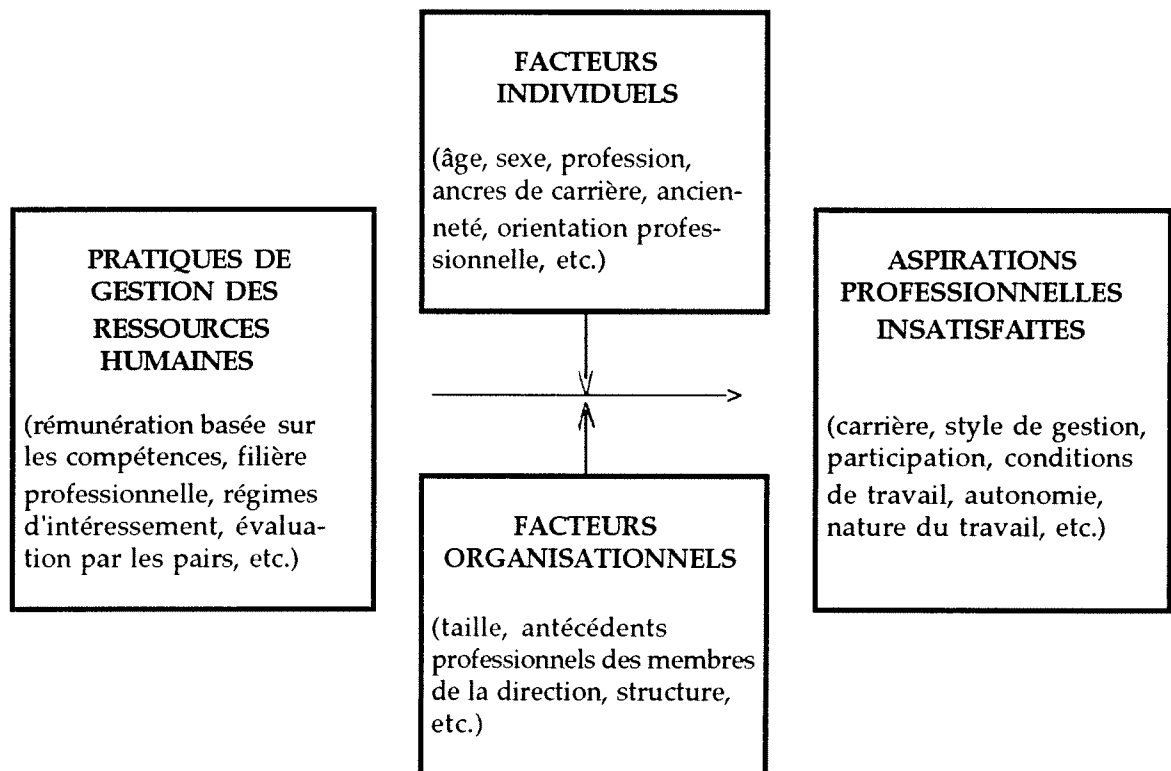 FACTEURS
INDIVIDUELS
(âge, sexe, profession,
ancres de carrière, ancien-
neté, orientation profes-
sionnelle, etc.)
PRATIQUES DE
GESTION DES
RESSOURCES
HUMAINES
(rémunération basée sur
les compétences, filière
professionnelle, régimes
d'intéressement, évalua-
tion par les pairs, etc.)
ASPIRATIONS
PROFESSIONNELLES
INSATISFAITES
(carrière, style de gestion,
participation, conditions
de travail, autonomie,
nature du travail, etc.)
FACTEURS
ORGANISATIONNELS
(taille, antécédents
professionnels des membres
de la direction, structure,
etc.)